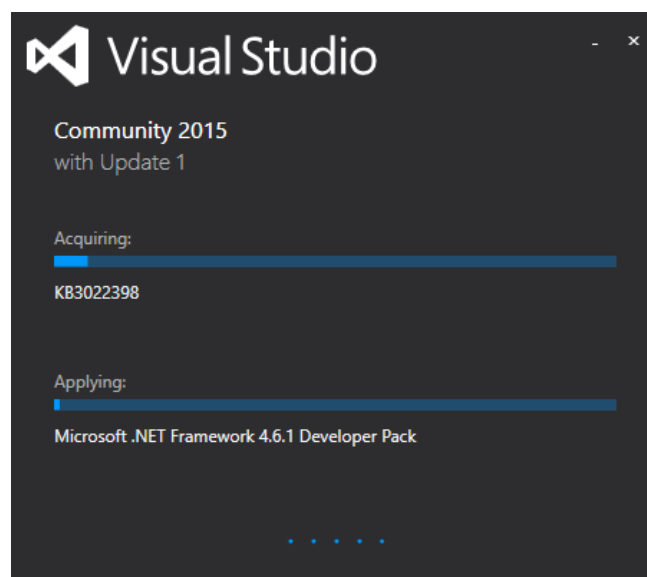 Visual Studio
Community 2015
with Update 1
Acquiring:
KB3022398
Applying:
Microsoft .NET Framework 4.6.1 Developer Pack